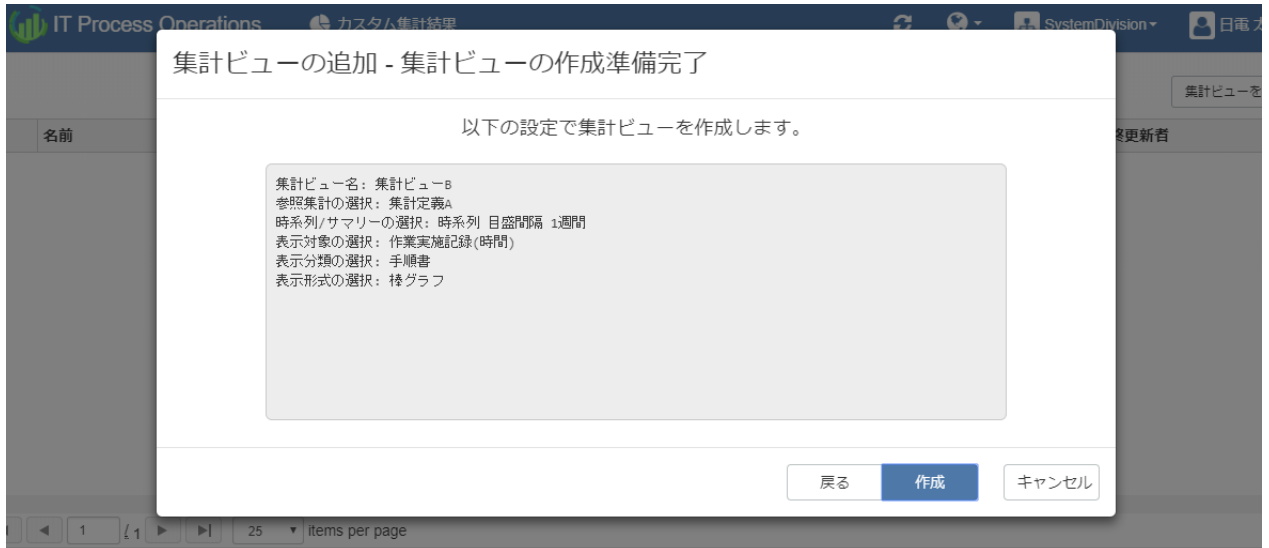 IT Process Operations カスタム集計結果 SystemDivision 日電 太
集計ビューの追加 - 集計ビューの作成準備完了
集計ビューを
以下の設定で集計ビューを作成します。
名前
終更新者
集計ビュー名: 集計ビューB
参照集計の選択: 集計定義A
時系列/サマリーの選択: 時系列 目盛間隔 1週間
表示対象の選択: 作業実施記録(時間)
表示分類の選択: 手順書
表示形式の選択: 棒グラフ
戻る 作成 キャンセル
1 / 1 25 items per page